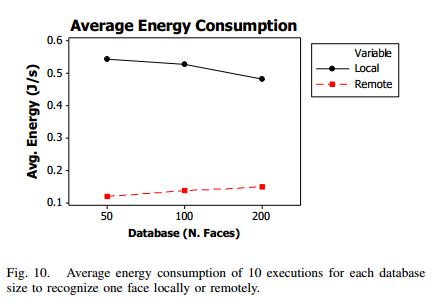 Average Energy Consumption
0.6
0.5
0.4
0.3
0.2
0.1
Avg. Energy (J/s)
50 100 200
Database (N. Faces)
Variable
Local
Remote
Fig. 10. Average energy consumption of 10 executions for each database
size to recognize one face locally or remotely.